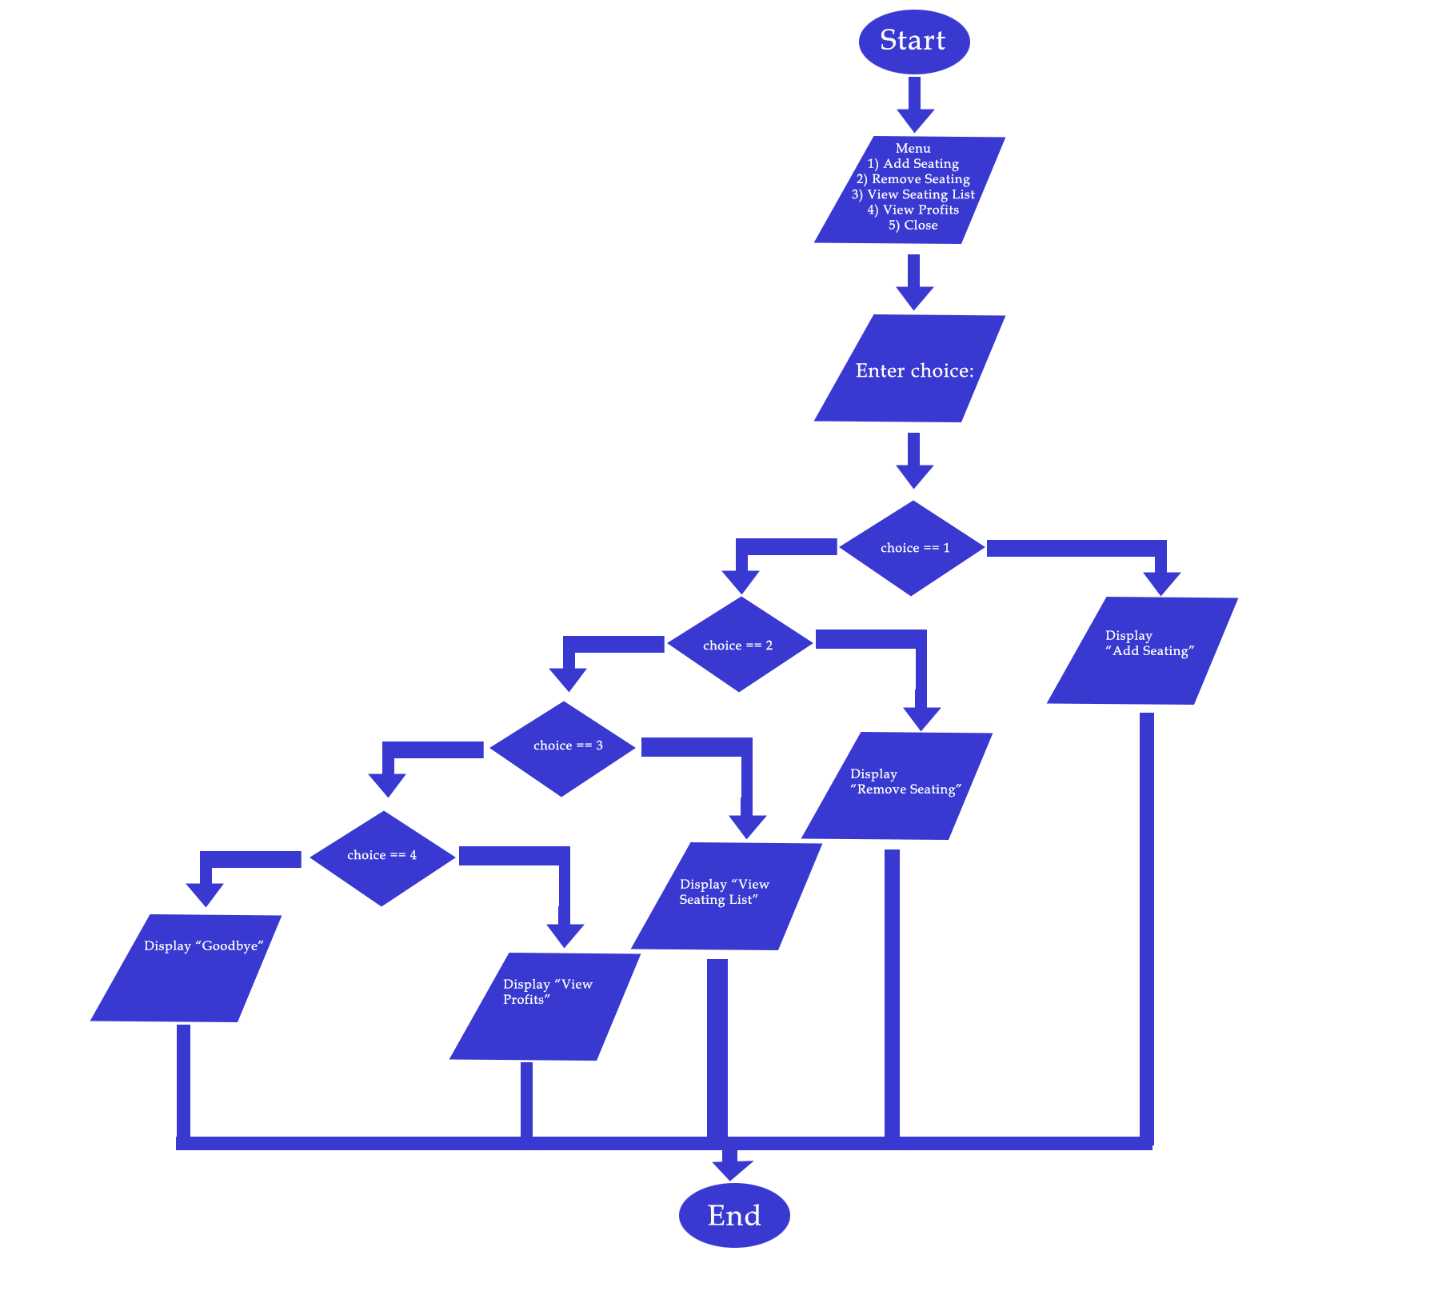 Start
Menu
1) Add Seating
2) Remove Seating
3) View Seating List
4) View Profits
5) Close
Enter choice:
choice == 1
choice == 2
Display
“Add Seating”
choice == 3
Display
“Remove Seating”
choice == 4
Display “View
Seating List”
Display “Goodbye”
Display “View
Profits”
End